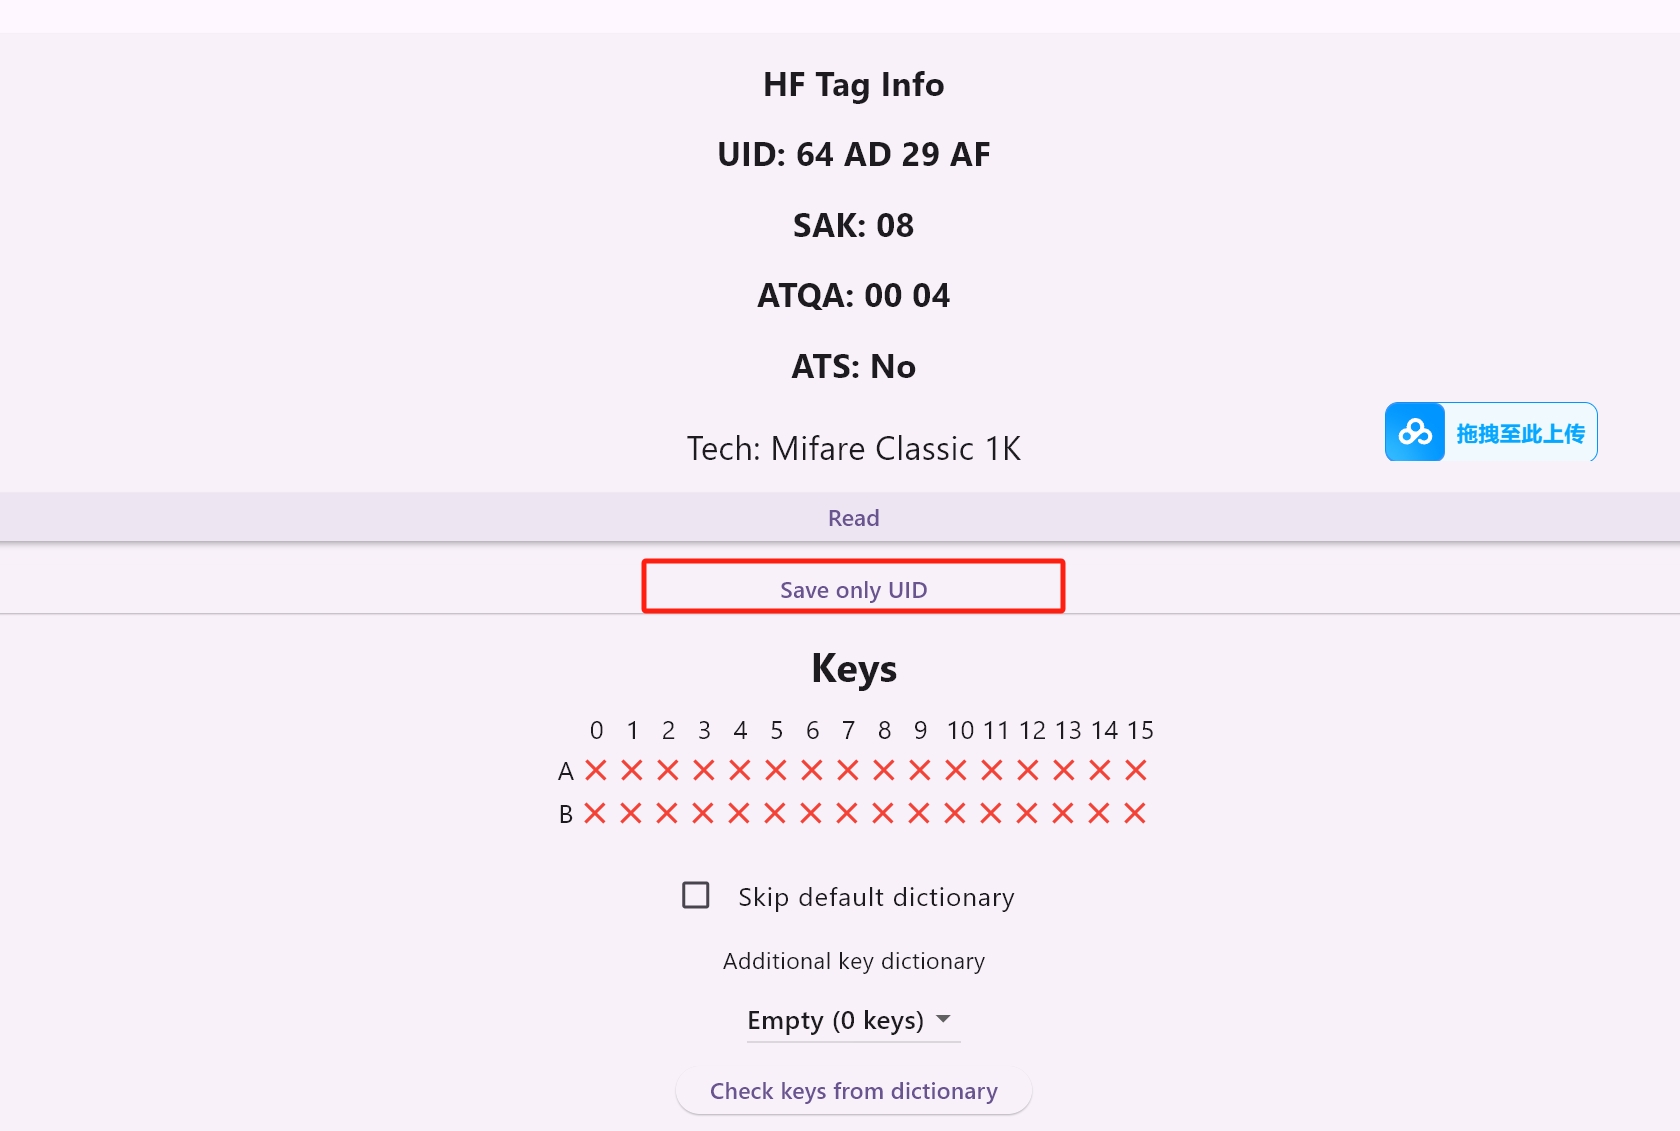 HF Tag Info
UID: 64 AD 29 AF
SAK: 08
ATQA: 00 04
ATS: No
Tech: Mifare Classic 1K
拖拽至此上传
Read
Save only UID
Keys
0 1 2 3 4 5 6 7 8 9 10 11 12 13 14 15
A
B
Skip default dictionary
Additional key dictionary
Empty (0 keys)
Check keys from dictionary